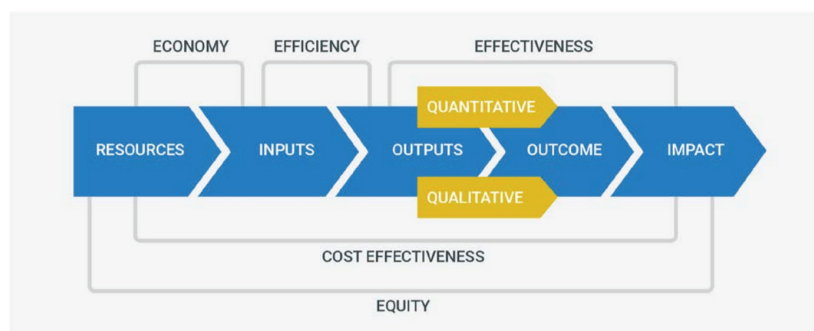 ECONOMY EFFICIENCY EFFECTIVENESS
QUANTITATIVE
RESOURCES INPUTS OUTPUTS OUTCOME IMPACT
QUALITATIVE
COST EFFECTIVENESS
EQUITY